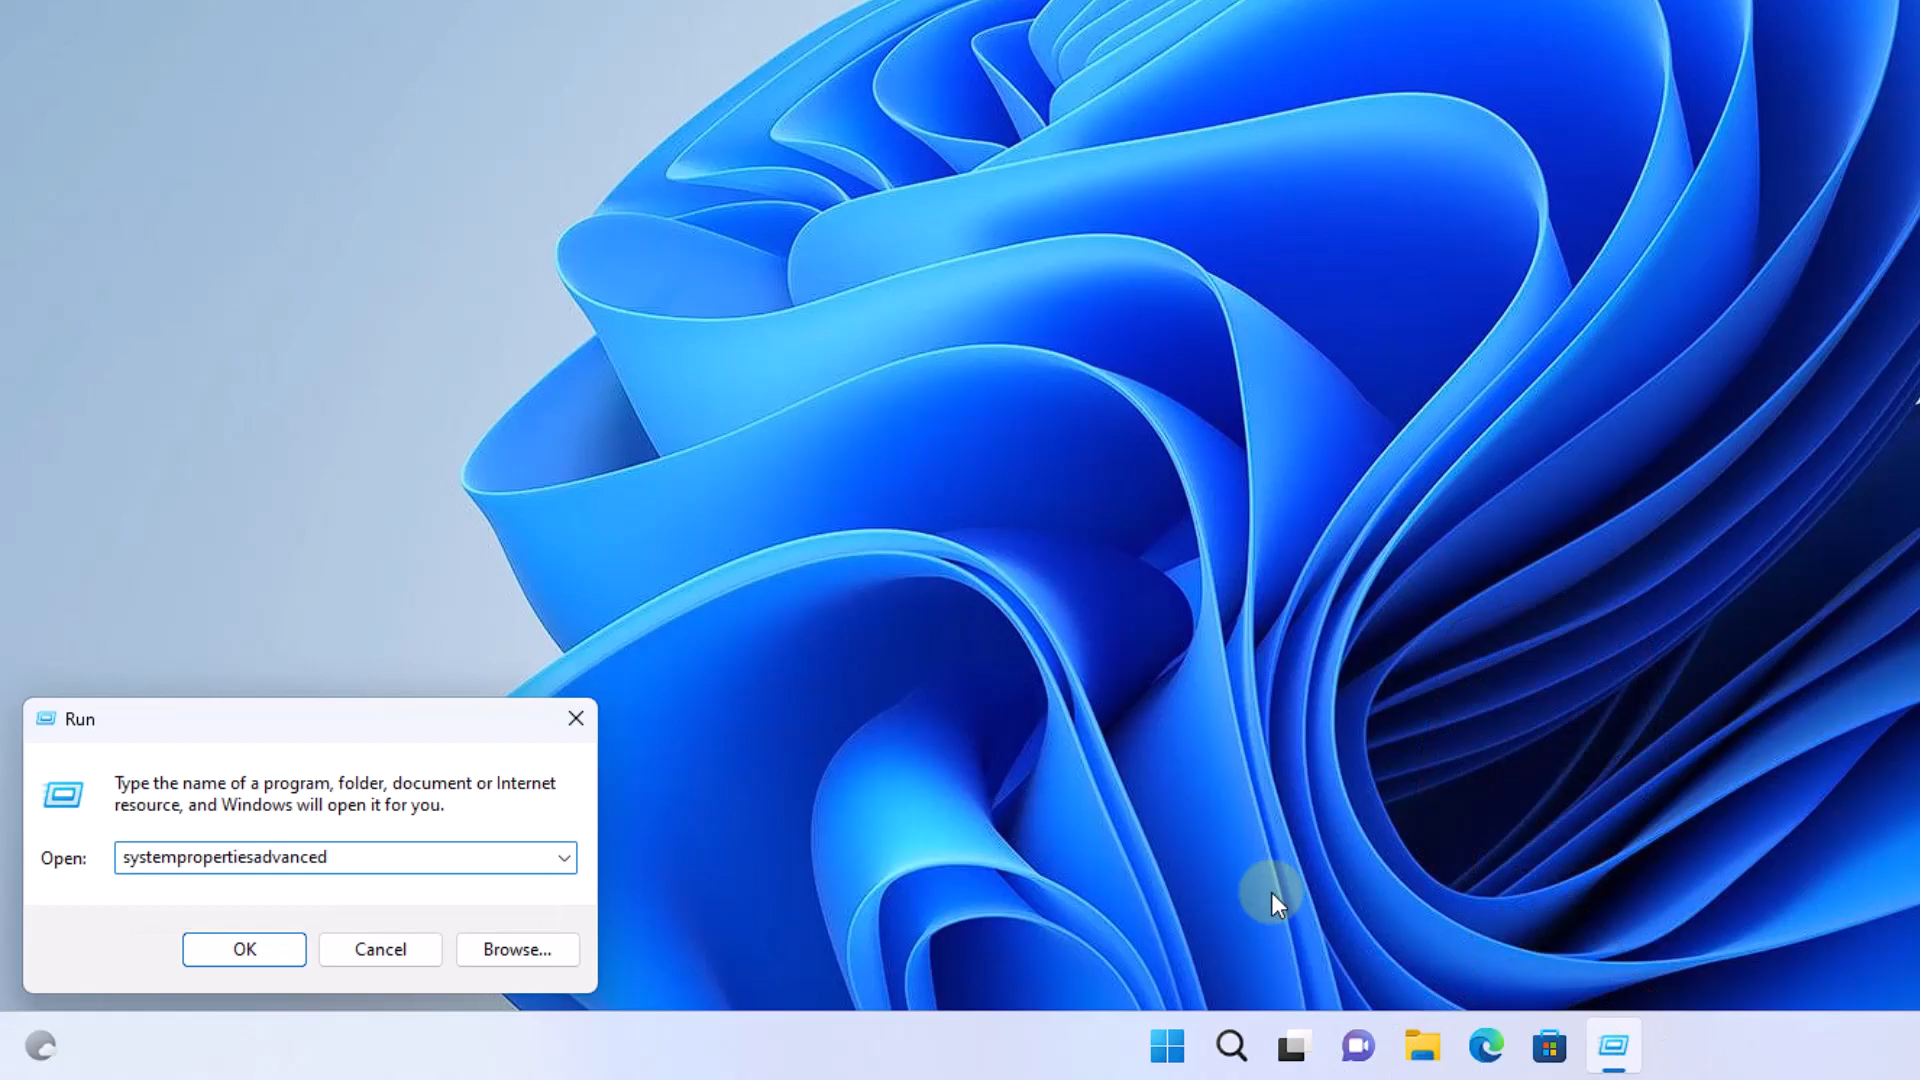 Run
Type the name of a program, folder, document or Internet
resource, and Windows will open it for you.
Open: systempropertiesadvanced
OK Cancel Browse...